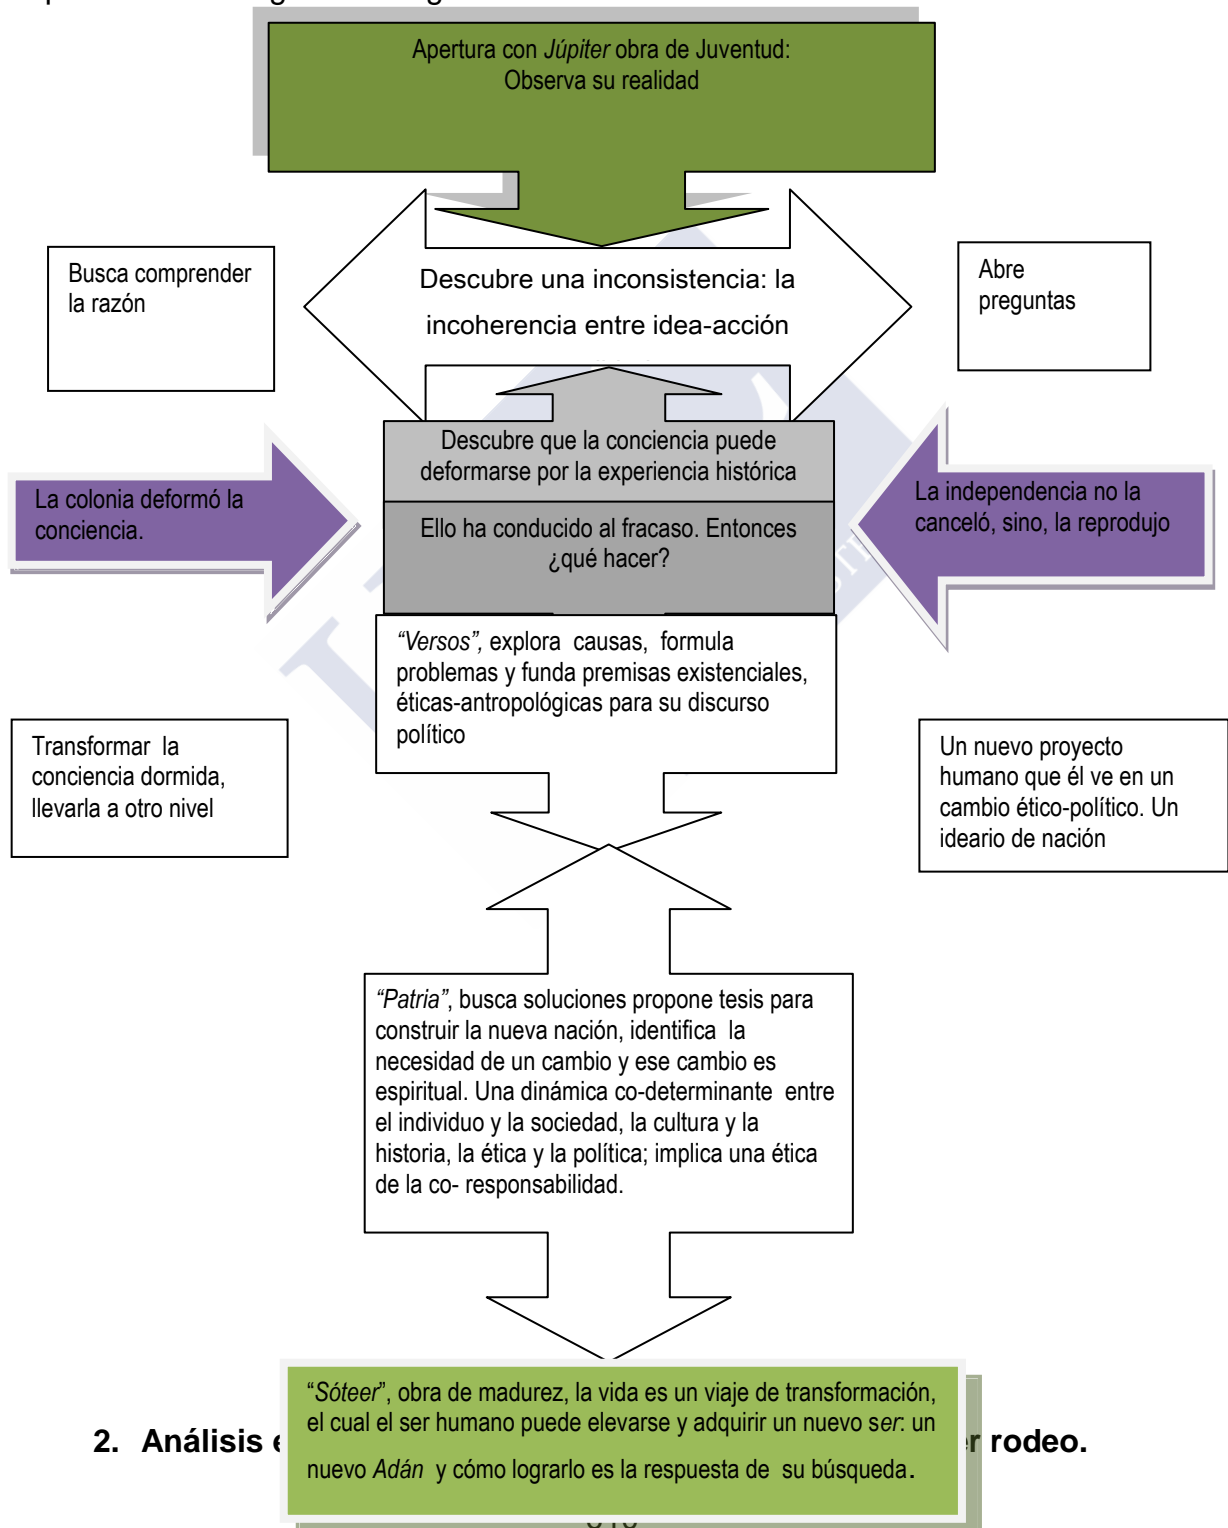 Apertura con Júpiter obra de Juventud:
Observa su realidad
Busca comprender
la razón
Descubre una inconsistencia: la
incoherencia entre idea-acción
Abre
preguntas
Descubre que la conciencia puede
deformarse por la experiencia histórica
La colonia deformó la
conciencia.
La independencia no la
canceló, sino, la reprodujo
Ello ha conducido al fracaso. Entonces
¿qué hacer?
“Versos”, explora causas, formula
problemas y funda premisas existenciales,
éticas-antropológicas para su discurso
político
Transformar la
conciencia dormida,
llevarla a otro nivel
Un nuevo proyecto
humano que él ve en un
cambio ético-político. Un
ideario de nación
“Patria”, busca soluciones propone tesis para
construir la nueva nación, identifica la
necesidad de un cambio y ese cambio es
espiritual. Una dinámica co-determinante entre
el individuo y la sociedad, la cultura y la
historia, la ética y la política; implica una ética
de la co- responsabilidad.
“Sóteer”, obra de madurez, la vida es un viaje de transformación,
el cual el ser humano puede elevarse y adquirir un nuevo ser: un
nuevo Adán y cómo lograrlo es la respuesta de su búsqueda.
2. Análisis rodeo.